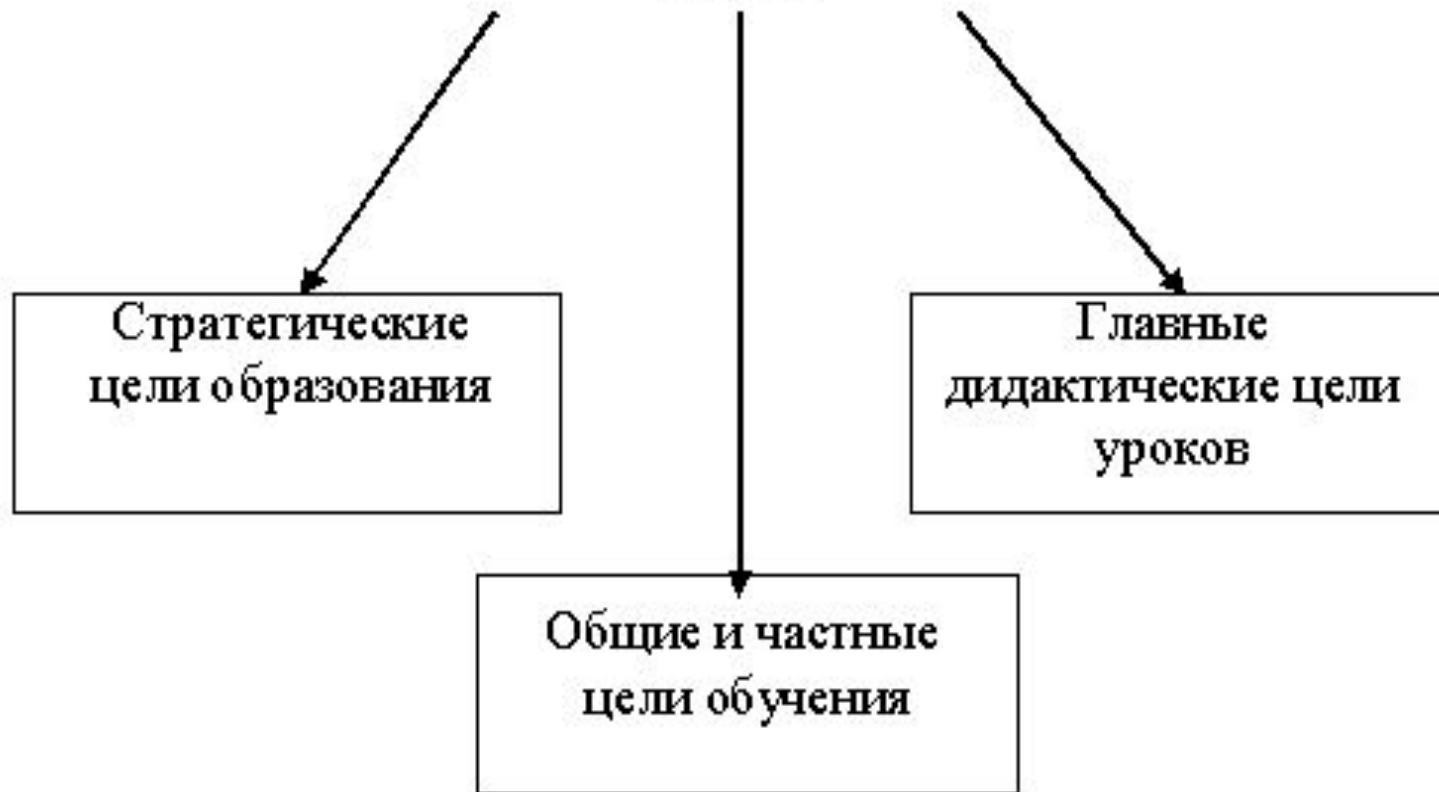 Стратегические
цели образования
Главные
дидактические цели
уроков
Общие и частные
цели обучения